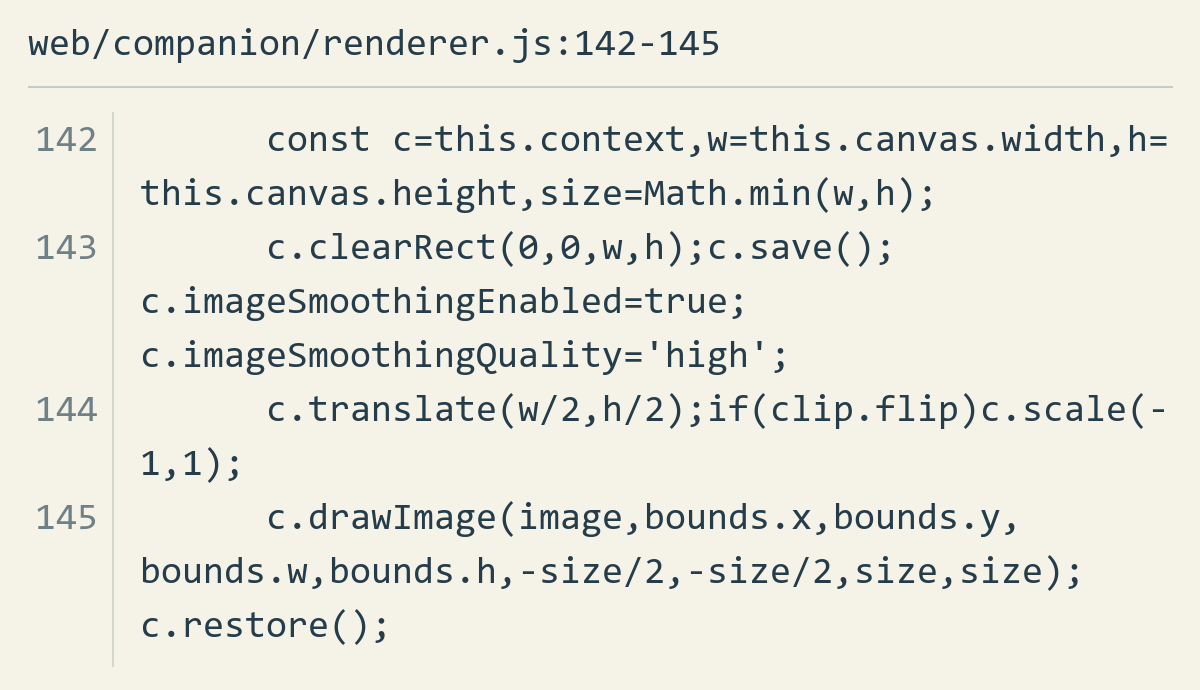 web/companion/renderer.js:142-145
142 const c=this.context,w=this.canvas.width,h=
this.canvas.height,size=Math.min(w,h);
143 c.clearRect(0,0,w,h);c.save();
c.imageSmoothingEnabled=true;
c.imageSmoothingQuality='high';
144 c.translate(w/2,h/2);if(clip.flip)c.scale(-
1,1);
145 c.drawImage(image,bounds.x,bounds.y,
bounds.w,bounds.h,-size/2,-size/2,size,size);
c.restore();